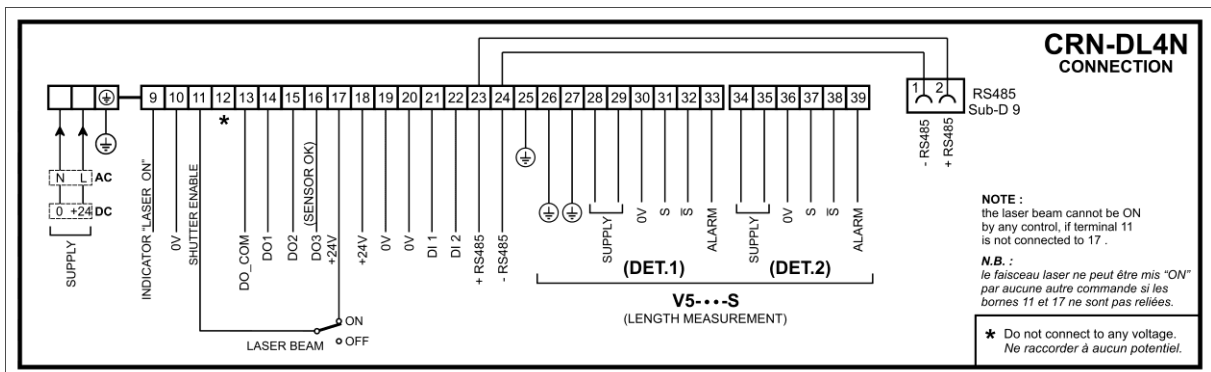 CRN-DL4N
CONNECTION
9 10 11 12 13 14 15 16 17 18 19 20 21 22 23 24 25 26 27 28 29 30 31 32 33 34 35 36 37 38 39
*
1 2
RS485
Sub-D 9
- RS485
+ RS485
N L AC
0 +24 DC
SUPPLY
INDICATOR "LASER ON"
0V
SHUTTER ENABLE
DO_COM
DO1
DO2
DO3 (SENSOR OK)
+24V
+24V
0V
0V
DI 1
DI 2
+ RS485
- RS485
SUPPLY
0V
S
S̅
ALARM
SUPPLY
0V
S
S̅
ALARM
(DET.1)
(DET.2)
V5-•••-S
(LENGTH MEASUREMENT)
ON
OFF
LASER BEAM
NOTE :
the laser beam cannot be ON
by any control, if terminal 11
is not connected to 17 .
N.B. :
le faisceau laser ne peut être mis "ON"
par aucune autre commande si les
bornes 11 et 17 ne sont pas reliées.
* Do not connect to any voltage.
Ne raccorder à aucun potentiel.